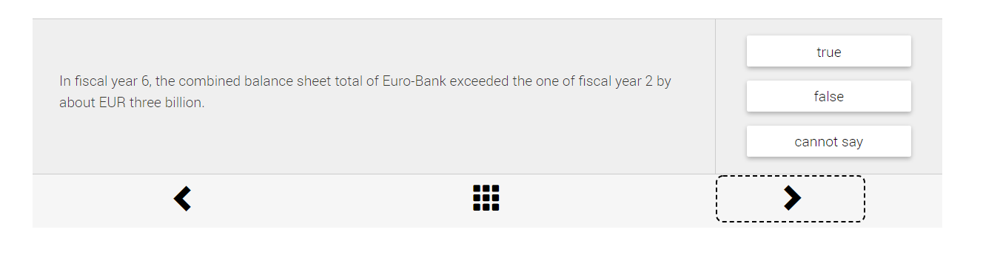 In fiscal year 6, the combined balance sheet total of Euro-Bank exceeded the one of fiscal year 2 by
about EUR three billion.
true
false
cannot say